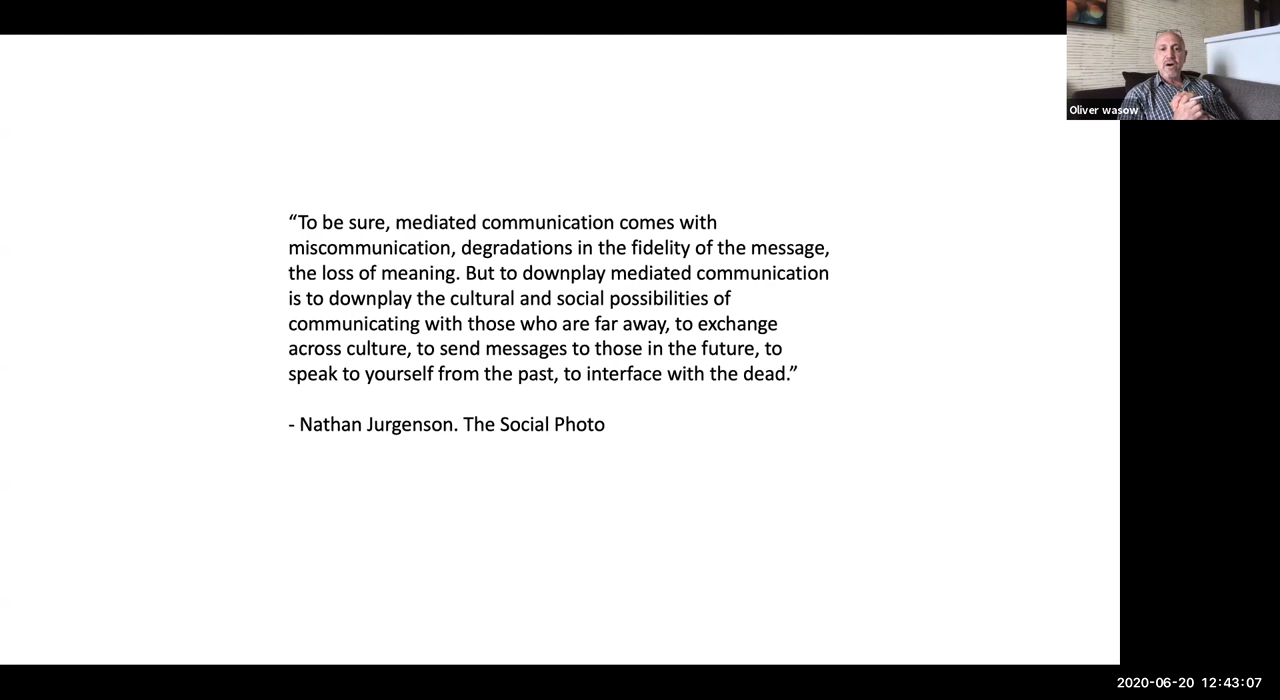 Oliver wasow
“To be sure, mediated communication comes with
miscommunication, degradations in the fidelity of the message,
the loss of meaning. But to downplay mediated communication
is to downplay the cultural and social possibilities of
communicating with those who are far away, to exchange
across culture, to send messages to those in the future, to
speak to yourself from the past, to interface with the dead.”
- Nathan Jurgenson. The Social Photo
2020-06-20 12:43:07